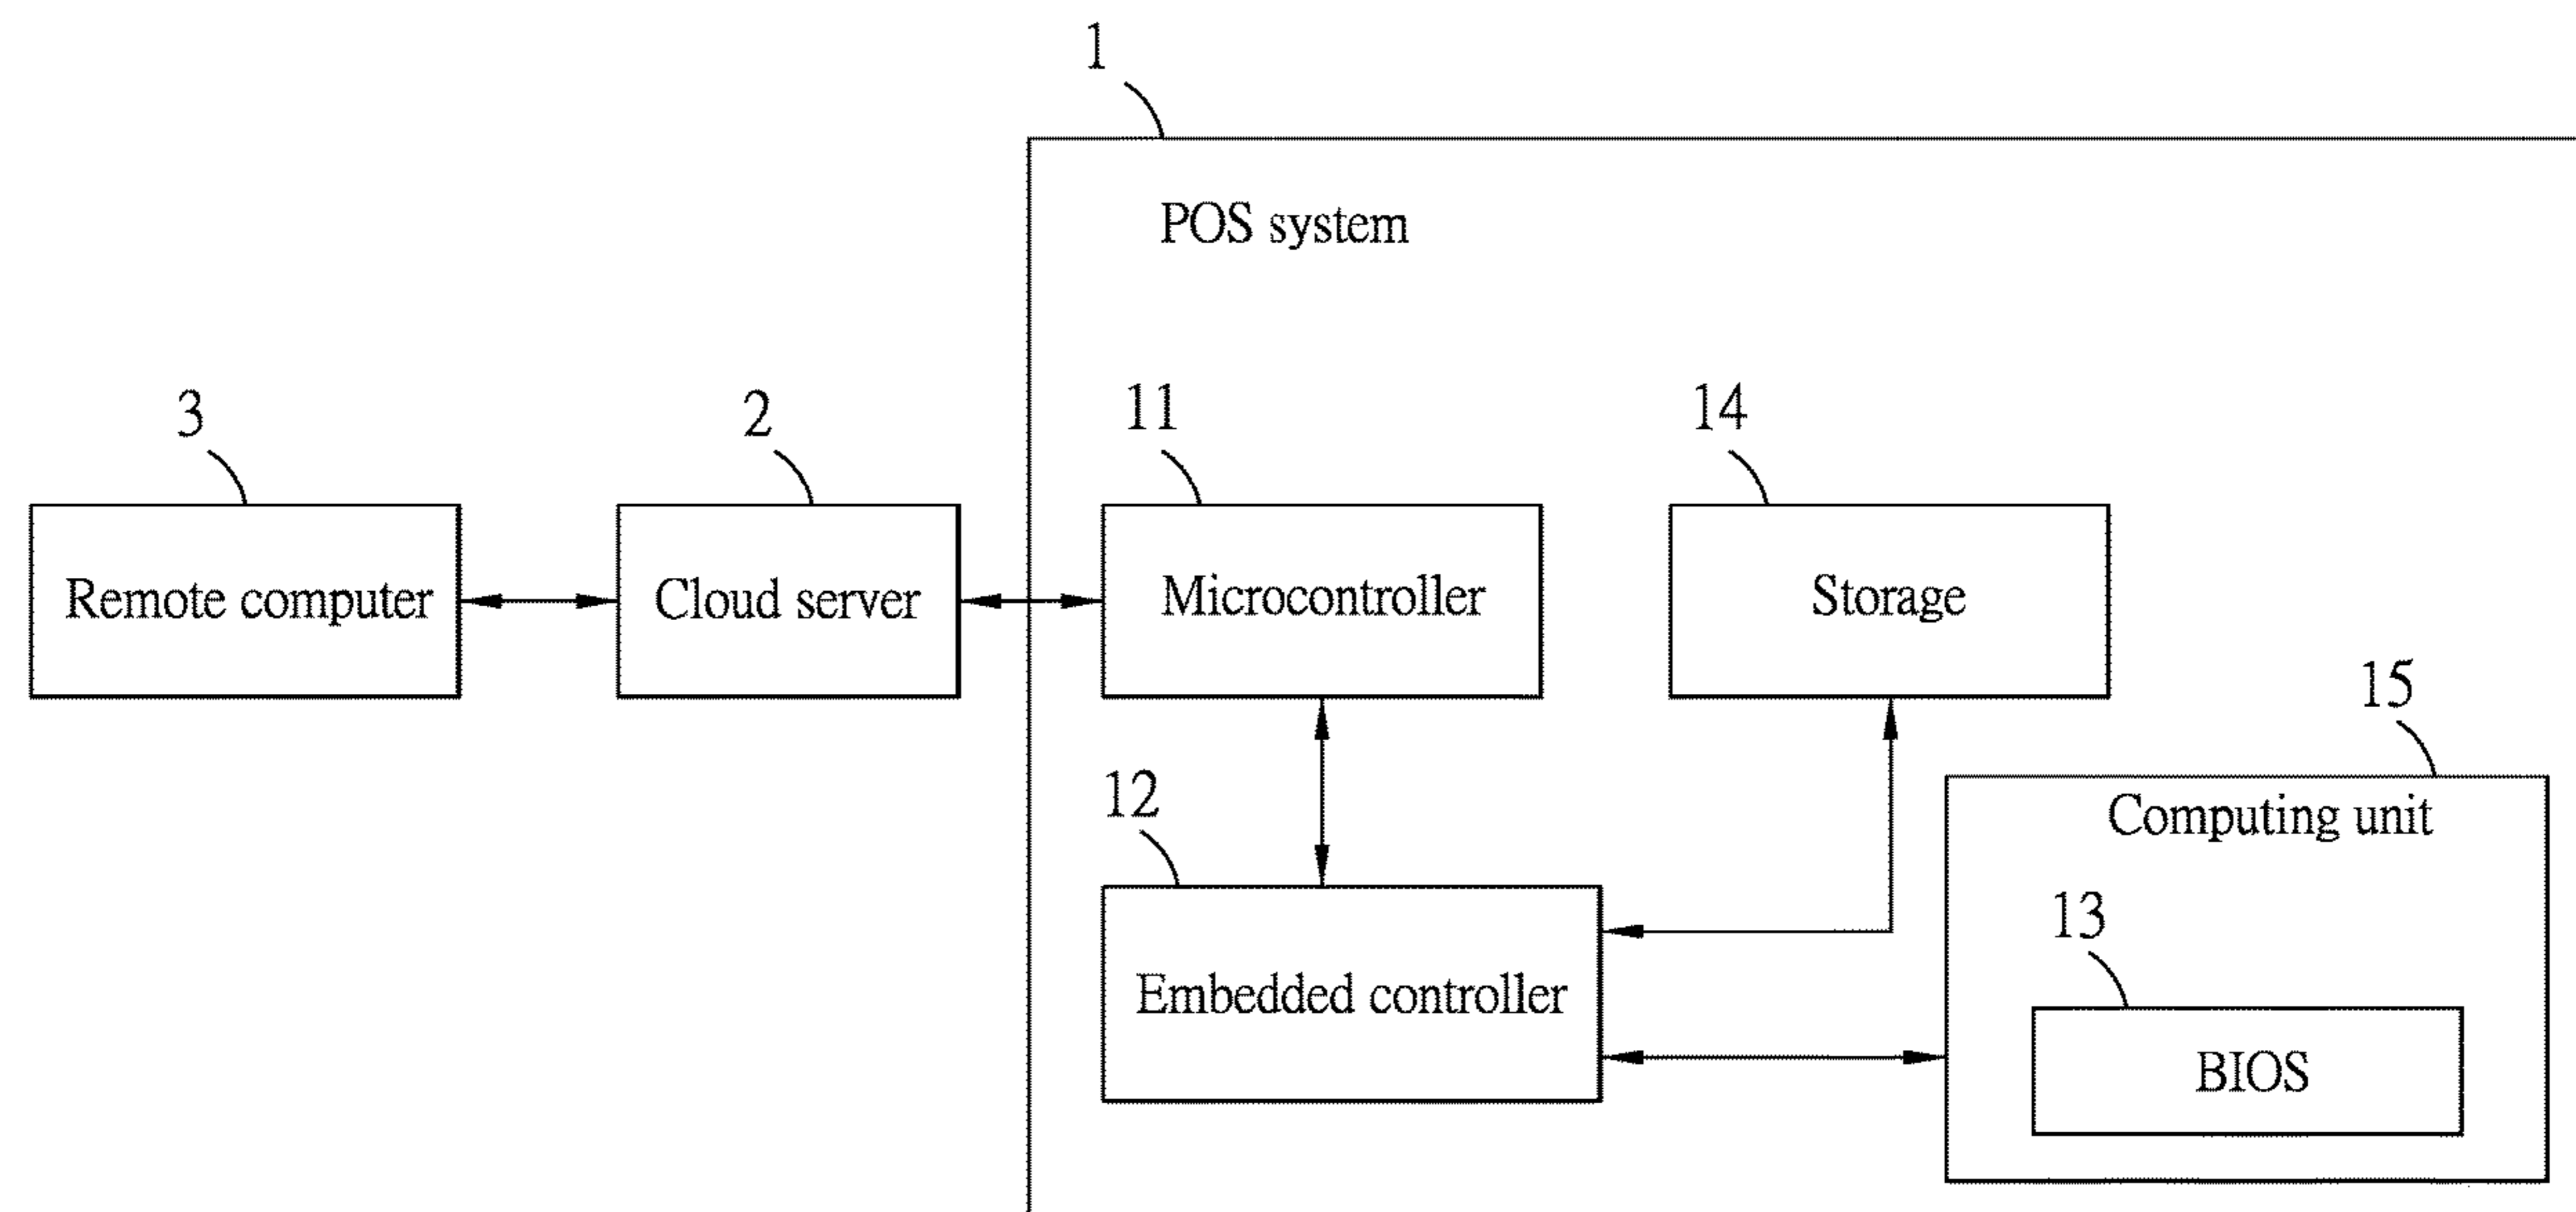 1
POS system
3
2
11
14
Remote computer
Cloud server
Microcontroller
Storage
15
Computing unit
12
Embedded controller
13
BIOS